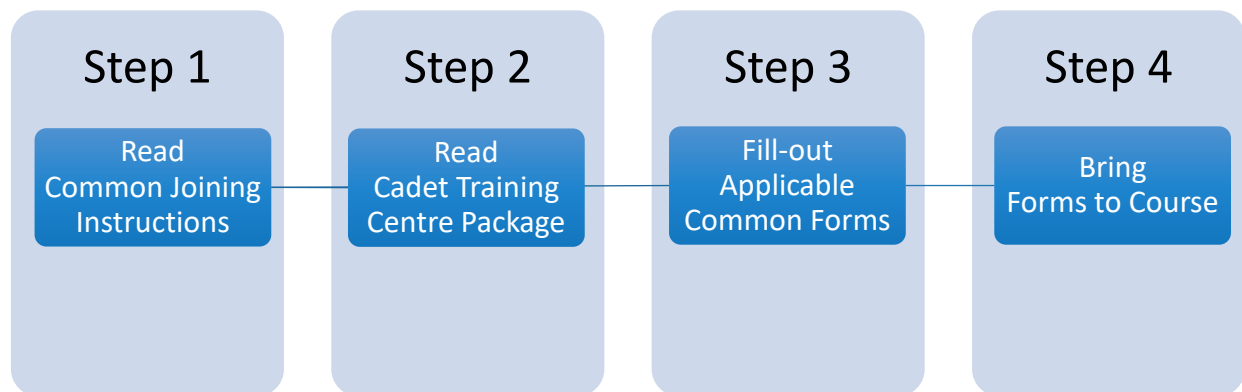 Step 1
Read
Common Joining
Instructions
Step 2
Read
Cadet Training
Centre Package
Step 3
Fill-out
Applicable
Common Forms
Step 4
Bring
Forms to Course